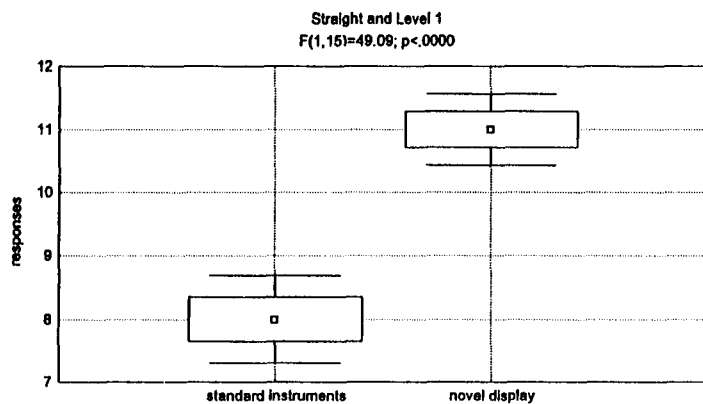 Straight and Level 1
F(1,15)=49.09; p<.0000
12
11
10
9
8
7
responses
standard instruments
novel display